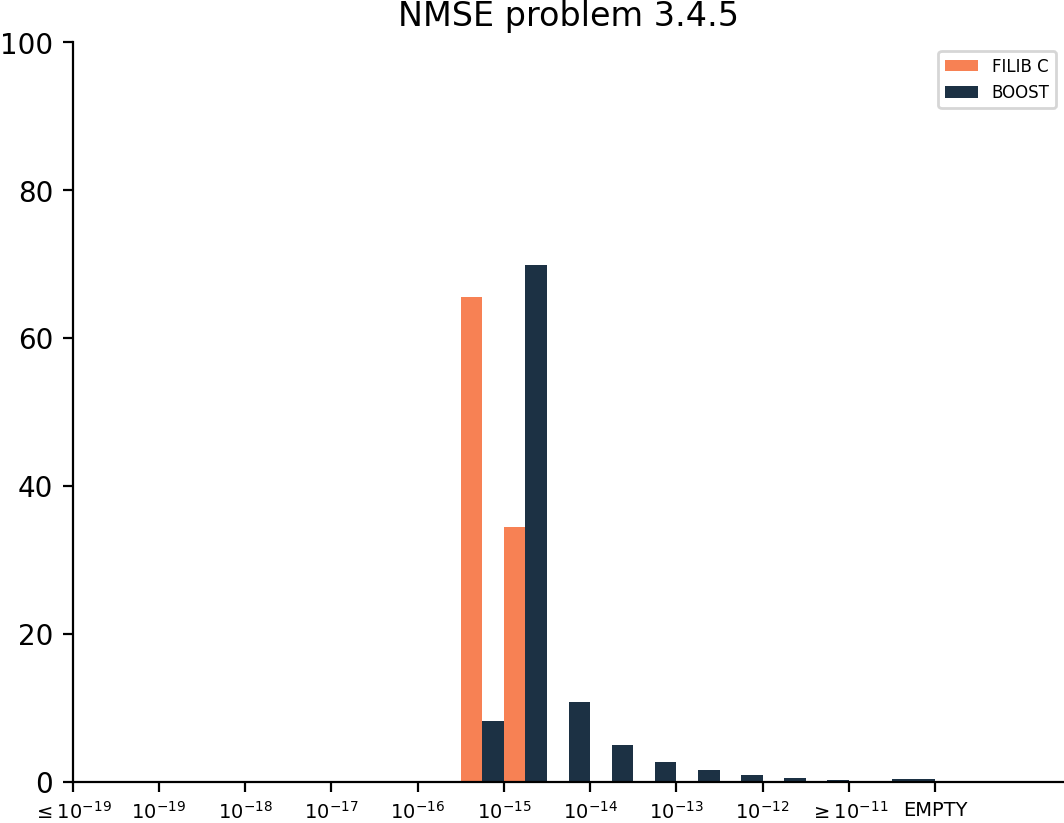 NMSE problem 3.4.5
100
80
60
40
20
0
FILIB C
BOOST
≤ 10⁻¹⁹ 10⁻¹⁹ 10⁻¹⁸ 10⁻¹⁷ 10⁻¹⁶ 10⁻¹⁵ 10⁻¹⁴ 10⁻¹³ 10⁻¹² ≥ 10⁻¹¹ EMPTY